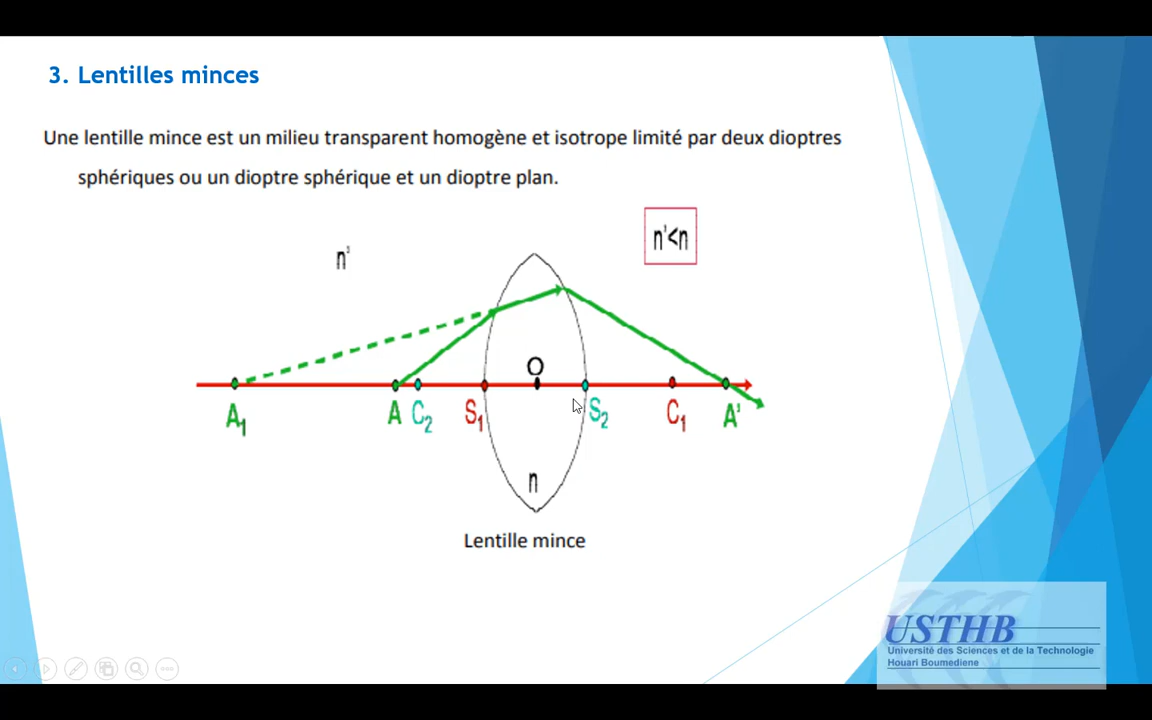 3. Lentilles minces
Une lentille mince est un milieu transparent homogène et isotrope limité par deux dioptres
sphériques ou un dioptre sphérique et un dioptre plan.
n'<n
n'
O
A₁ A C₂ S₁ S₂ C₁ A'
n
Lentille mince
USTHB
Université des Sciences et de la Technologie
Houari Boumediene